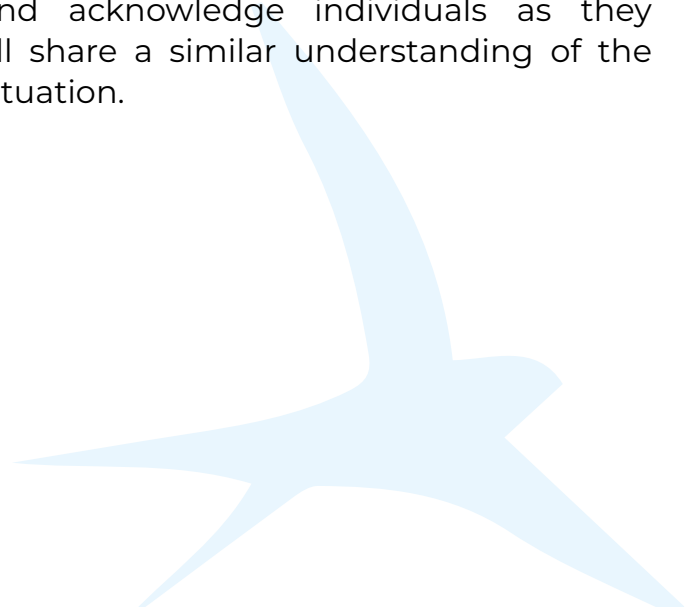 nd acknowledge individuals as they
ll share a similar understanding of the
tuation.